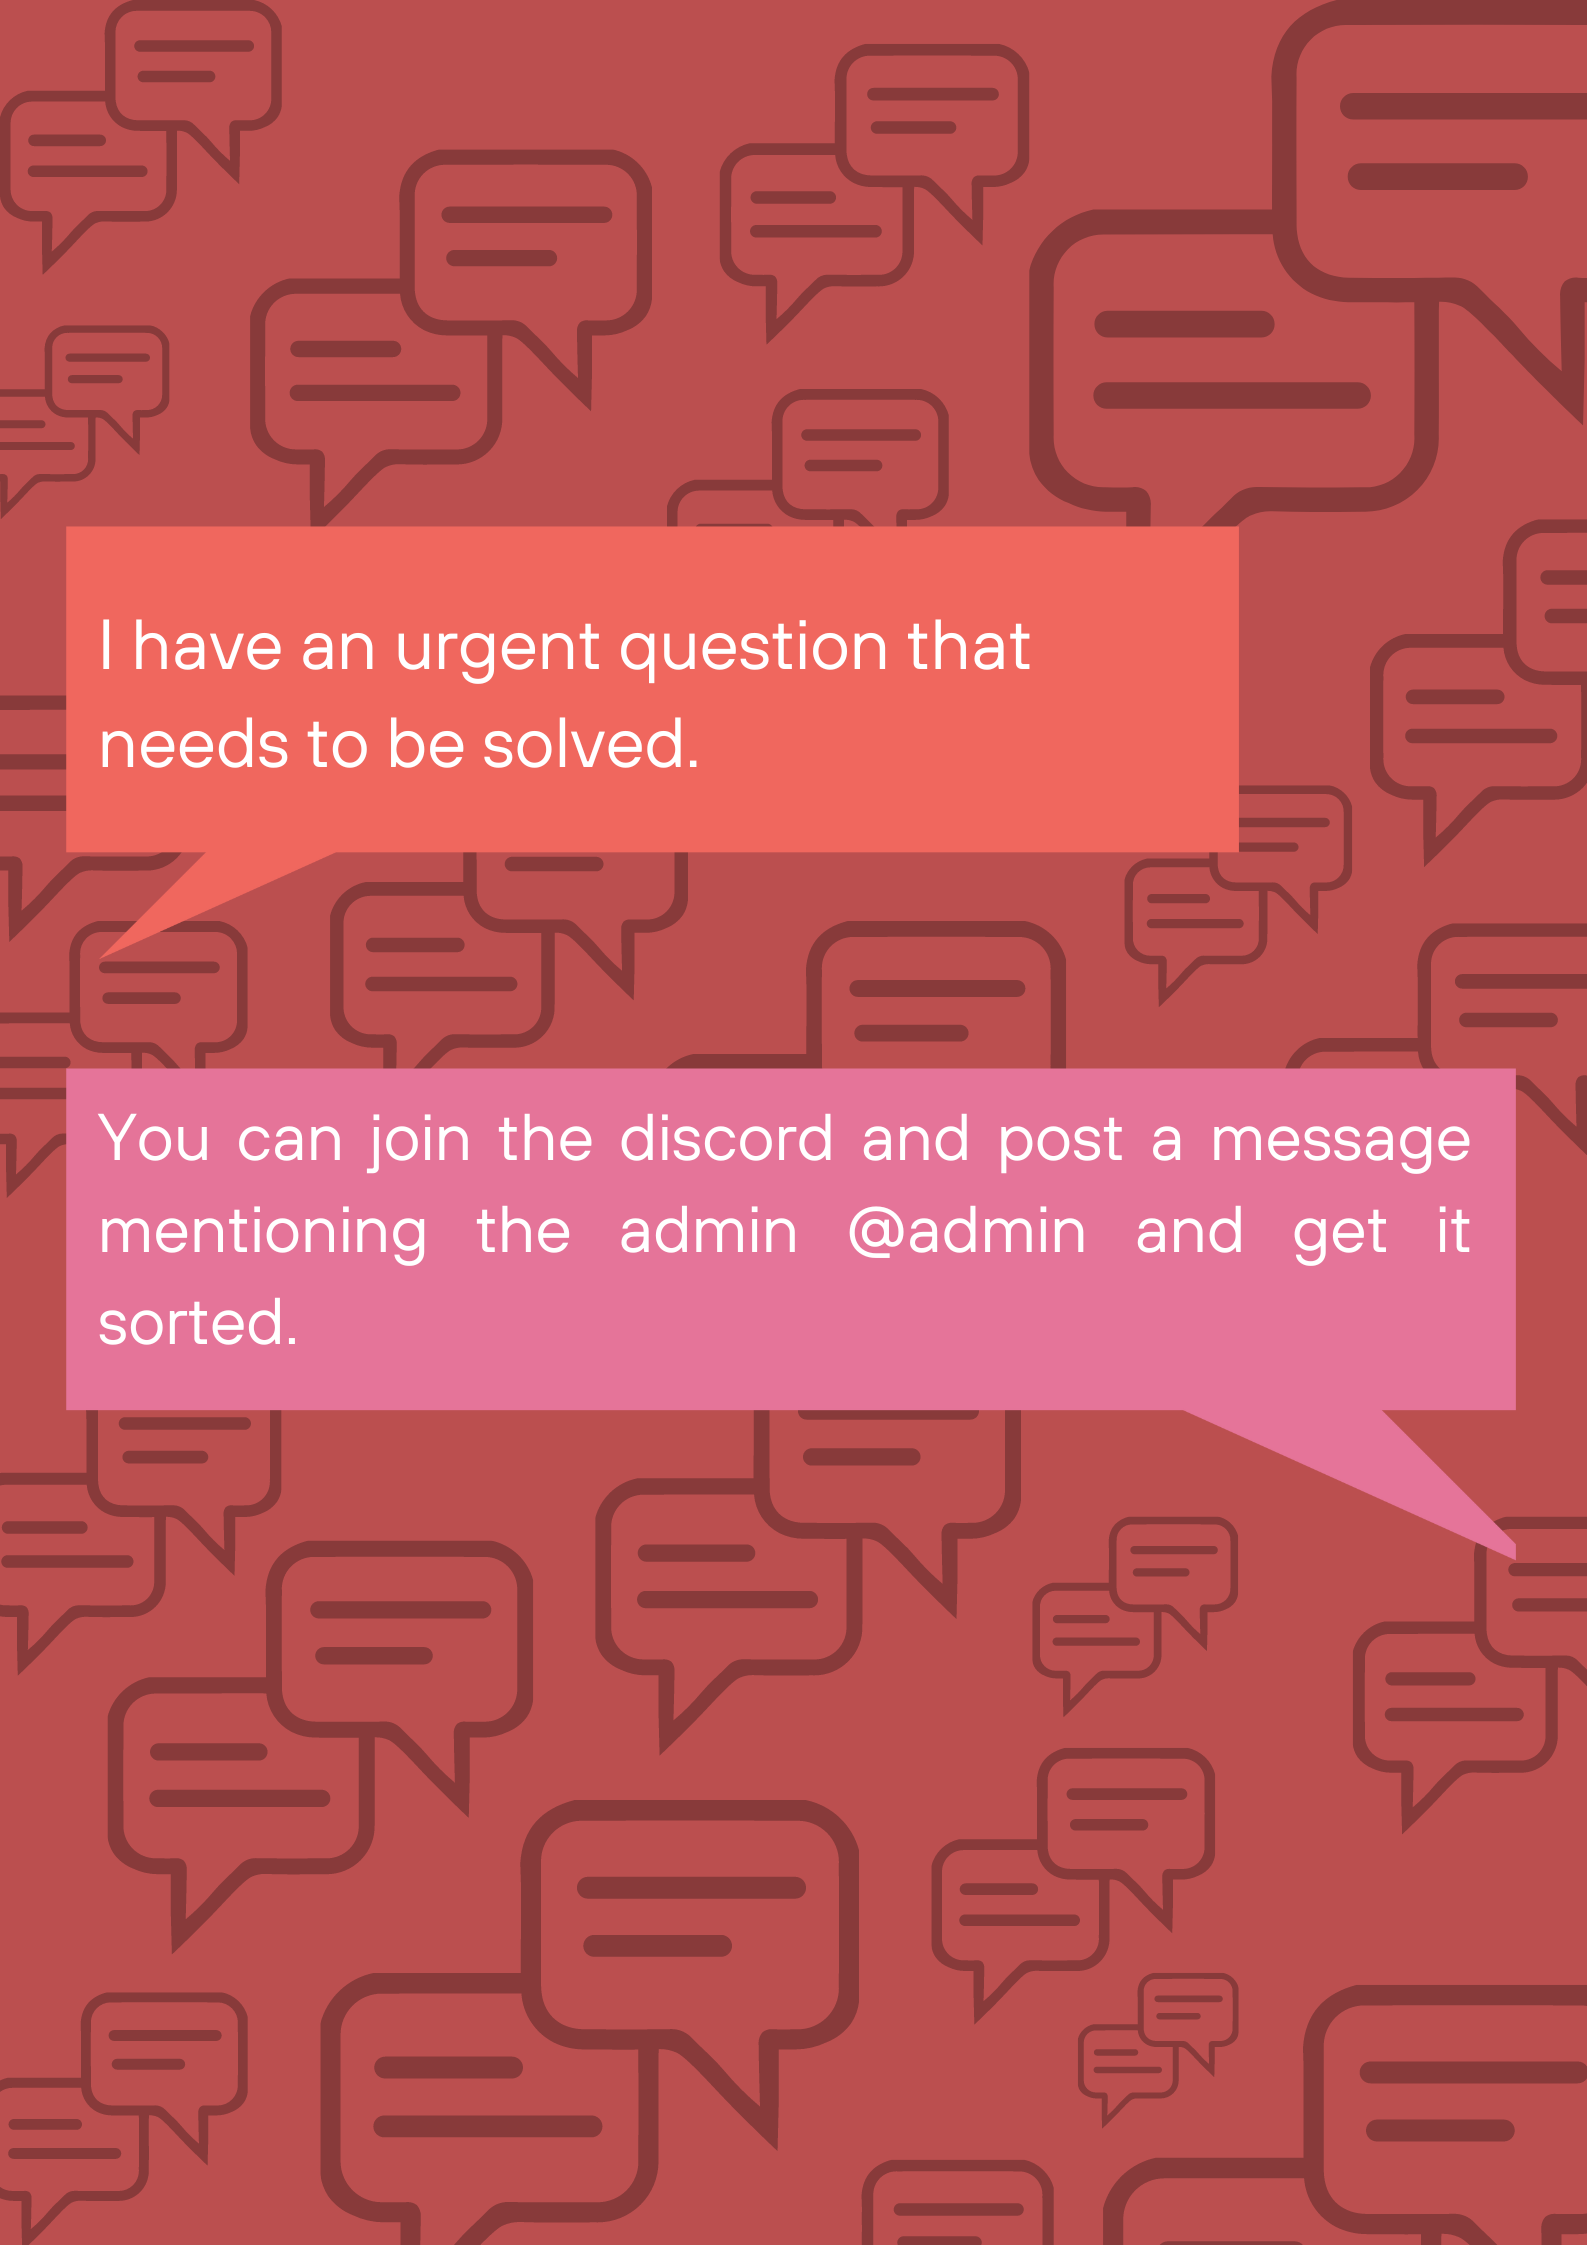 I have an urgent question that
needs to be solved.
You can join the discord and post a message
mentioning the admin @admin and get it
sorted.